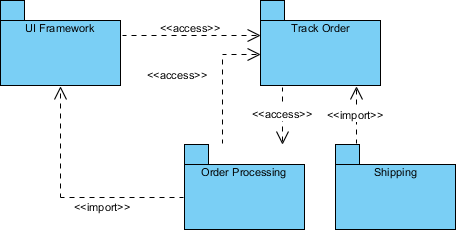 UI Framework
<<access>>
Track Order
<<access>>
<<access>>
<<import>>
Order Processing
Shipping
<<import>>